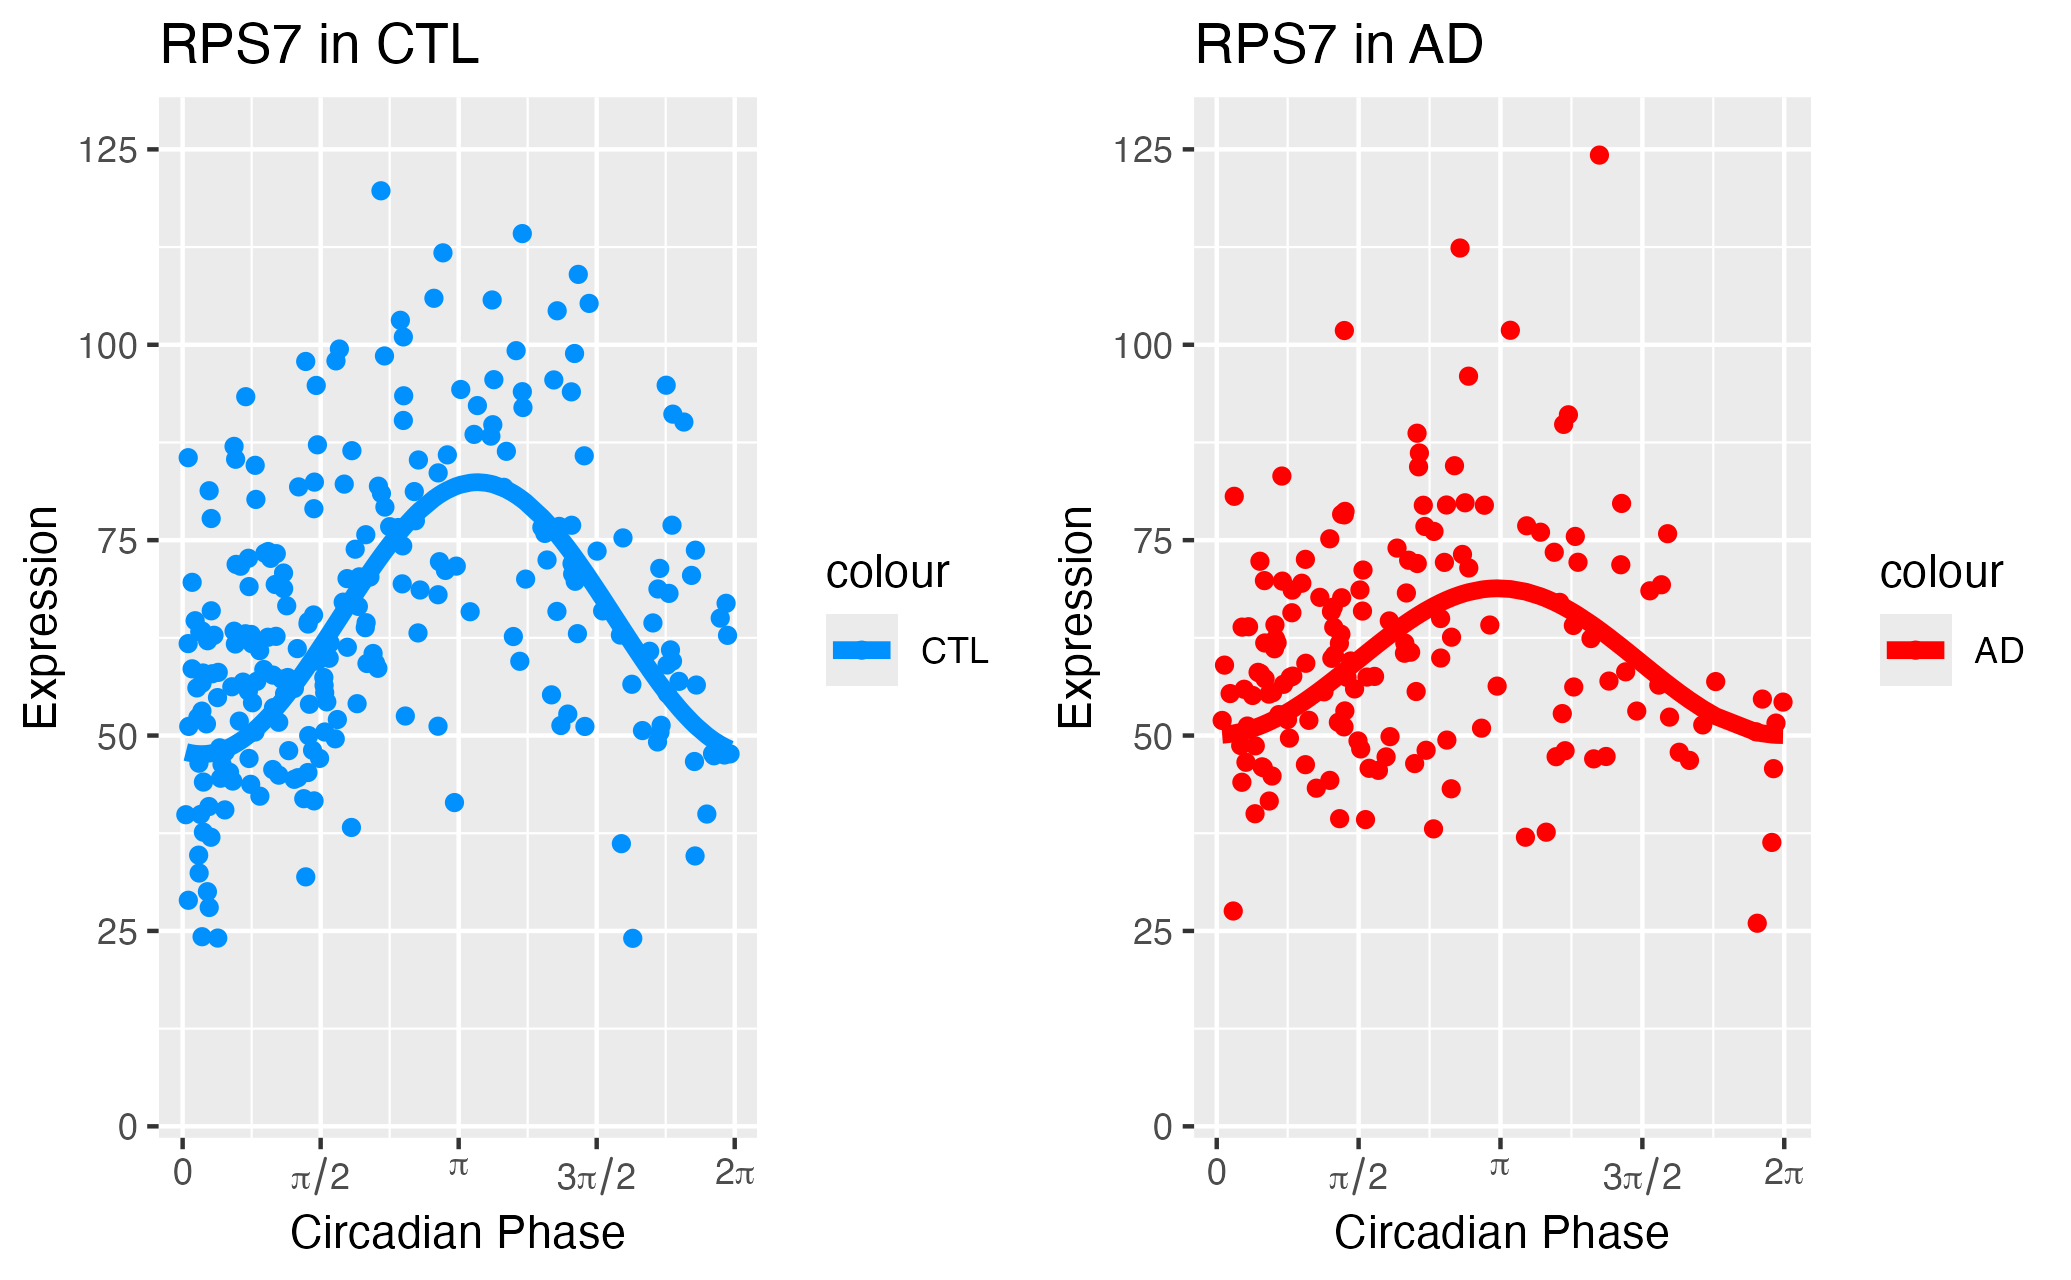 RPS7 in CTL
Expression
125
100
75
50
25
0
0 π/2 π 3π/2 2π
Circadian Phase
colour
CTL
RPS7 in AD
Expression
125
100
75
50
25
0
0 π/2 π 3π/2 2π
Circadian Phase
colour
AD